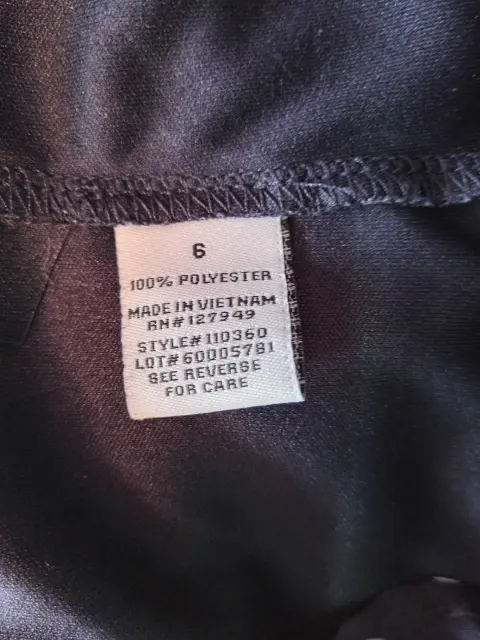 6
100% POLYESTER
MADE IN VIETNAM
RN#127949
STYLE#110360
LOT#60005781
SEE REVERSE
FOR CARE